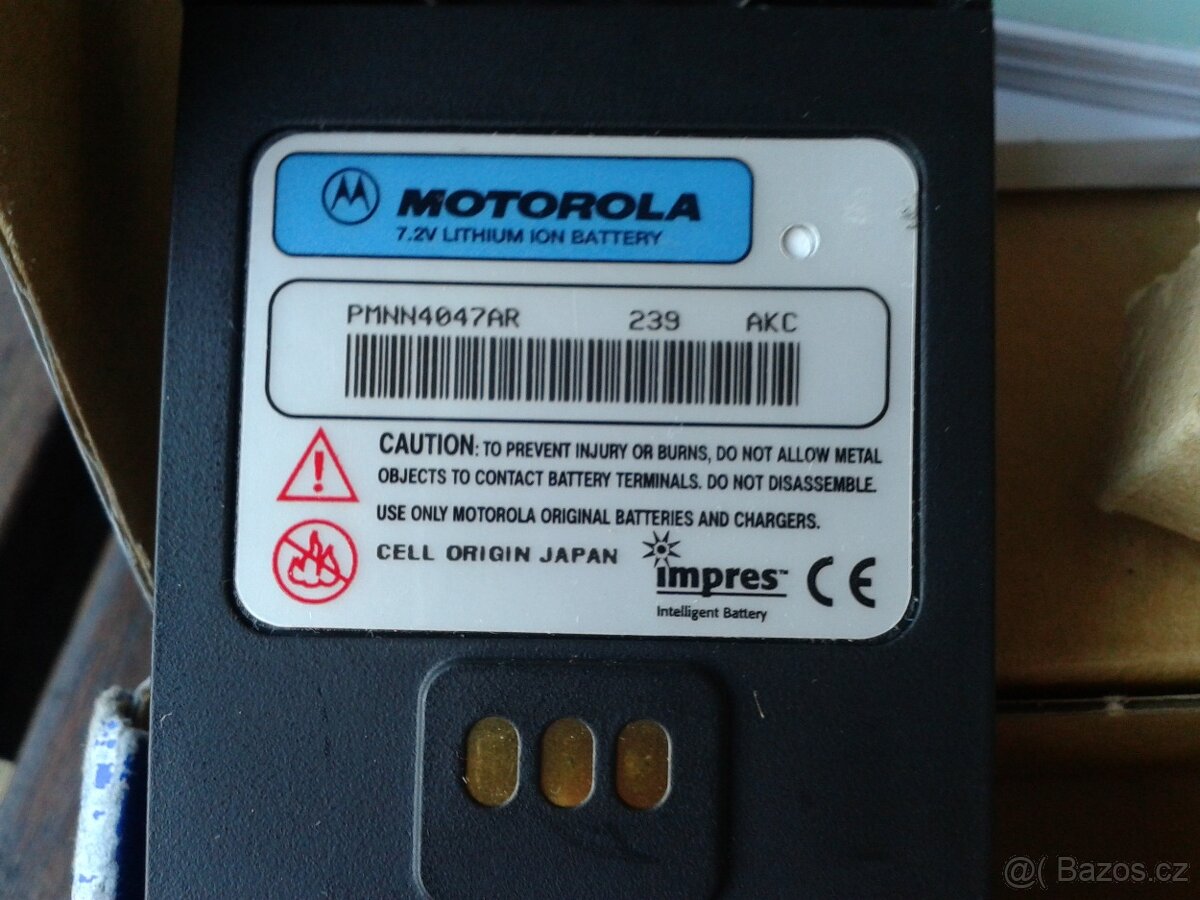 MOTOROLA
7.2V LITHIUM ION BATTERY
PMNN4047AR 239 AKC
CAUTION: TO PREVENT INJURY OR BURNS, DO NOT ALLOW METAL
OBJECTS TO CONTACT BATTERY TERMINALS. DO NOT DISASSEMBLE.
USE ONLY MOTOROLA ORIGINAL BATTERIES AND CHARGERS.
CELL ORIGIN JAPAN
impres™
Intelligent Battery
CE
@( Bazos.cz